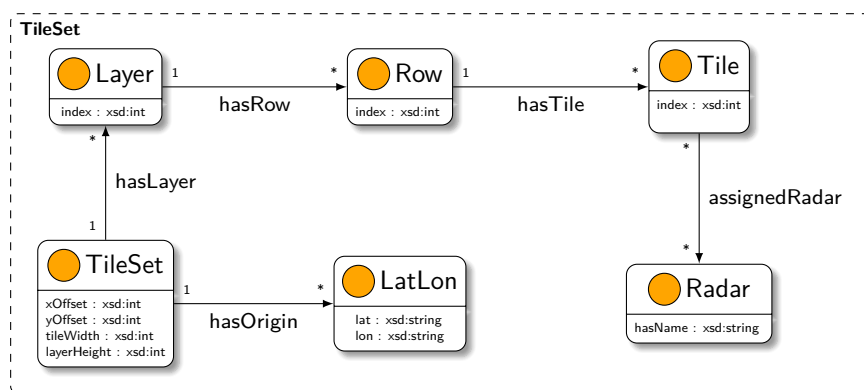 TileSet
Layer
index : xsd:int
1
*
hasRow
Row
index : xsd:int
1
*
hasTile
Tile
index : xsd:int
*
hasLayer
1
*
assignedRadar
*
TileSet
xOffset : xsd:int
yOffset : xsd:int
tileWidth : xsd:int
layerHeight : xsd:int
1
*
hasOrigin
LatLon
lat : xsd:string
lon : xsd:string
Radar
hasName : xsd:string